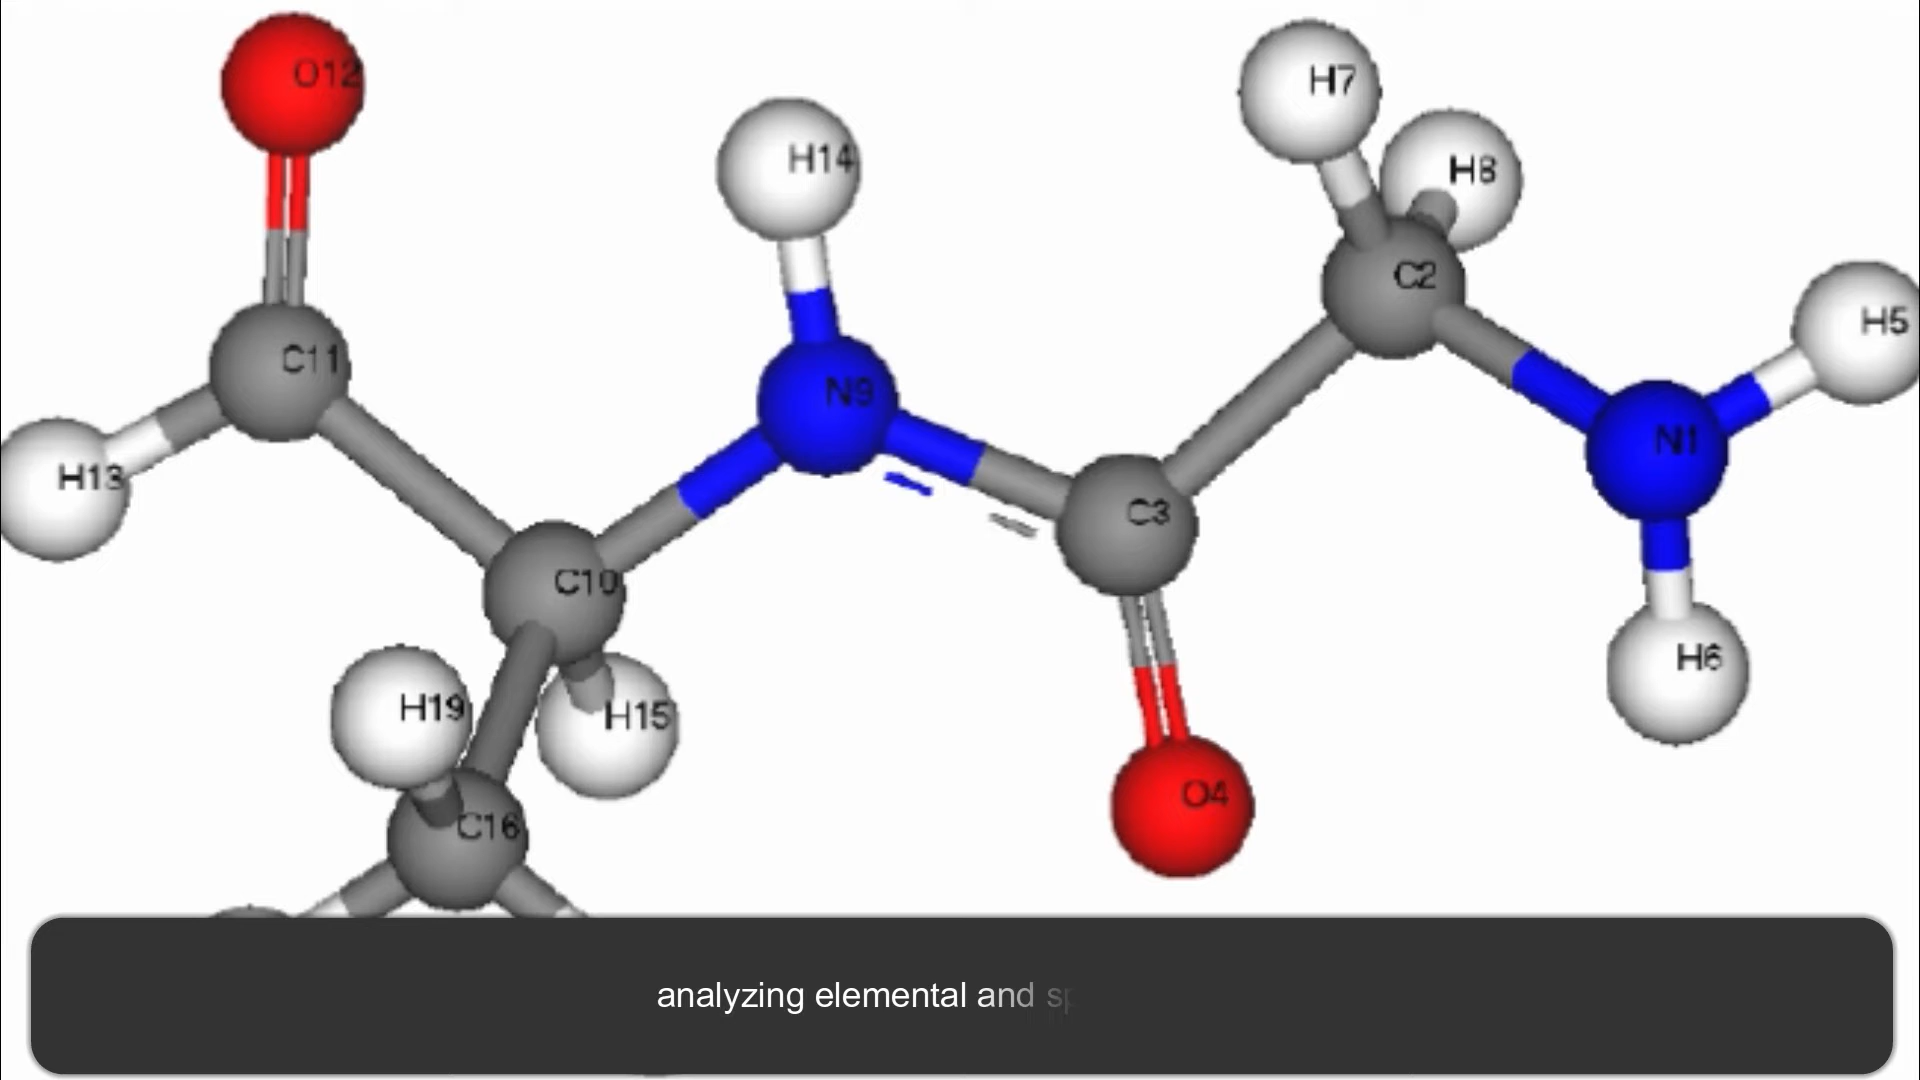 O12
H7
H14
H8
C2
H5
C11
N9
N1
H13
C3
C10
H6
H19
H15
O4
C16
analyzing elemental and